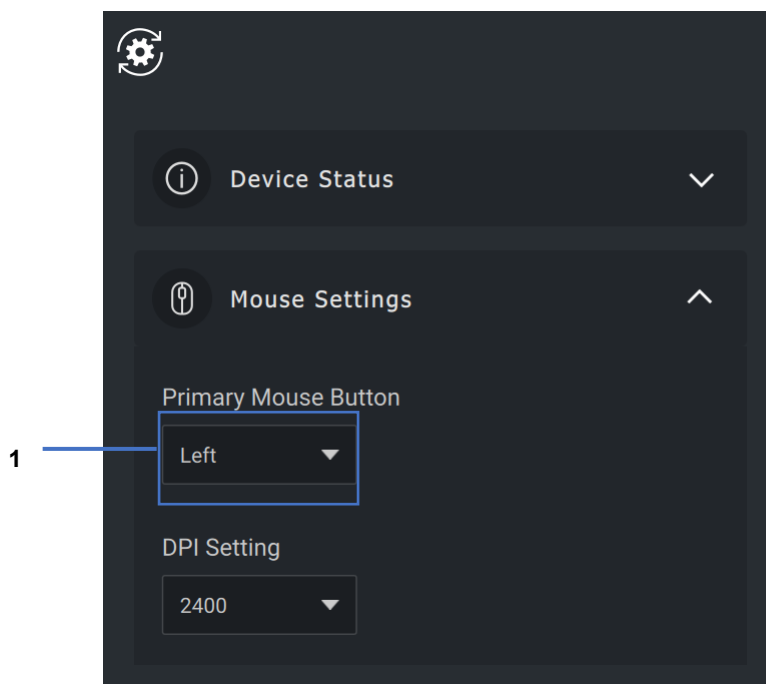 Device Status
Mouse Settings
Primary Mouse Button
1
Left
DPI Setting
2400